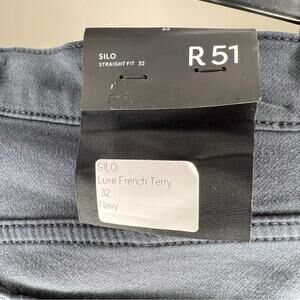 SILO
STRAIGHT FIT 32
R 51
SILO
Luxe French Terry
32
Navy